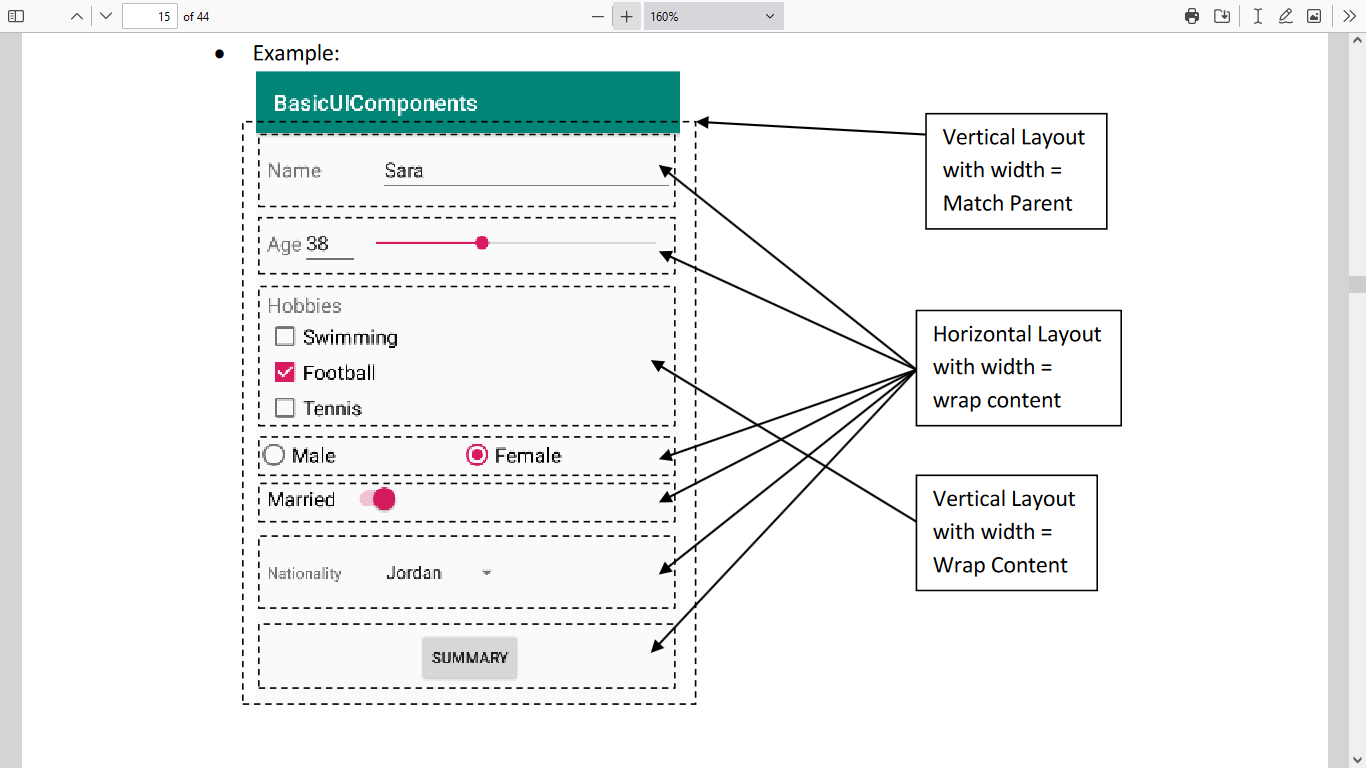 15 of 44
160%
● Example:
BasicUIComponents
Name Sara
Age 38
Hobbies
Swimming
Football
Tennis
Male Female
Married
Nationality Jordan
SUMMARY
Vertical Layout
with width =
Match Parent
Horizontal Layout
with width =
wrap content
Vertical Layout
with width =
Wrap Content